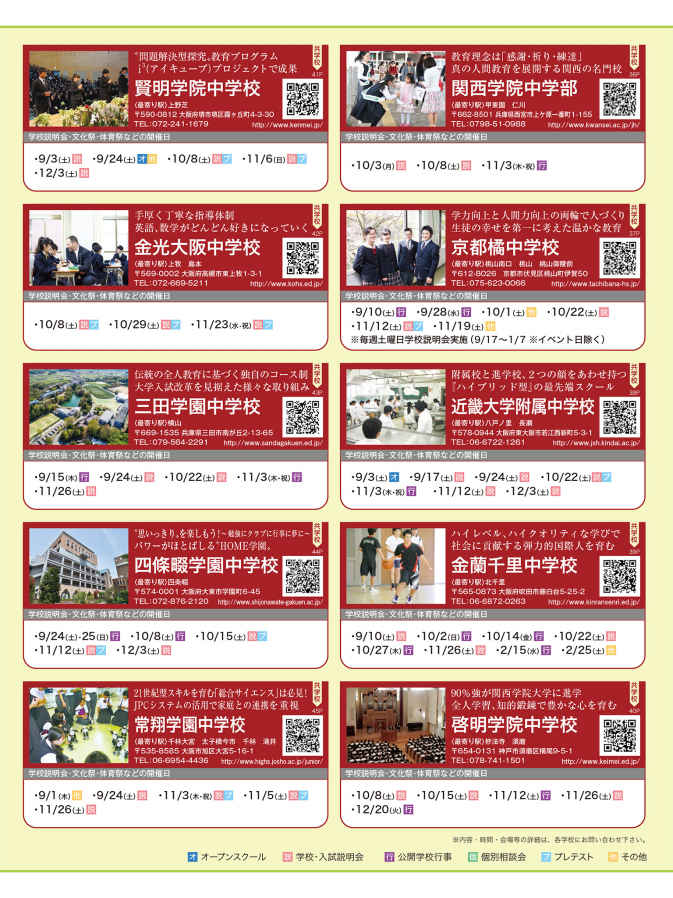 共学校
"問題解決型探究"教育プログラム
i³(アイキューブ)プロジェクトで成果
41P
賢明学院中学校
(最寄り駅)上野芝
〒590-0812 大阪府堺市堺区霞ヶ丘町4-3-30
TEL:072-241-1679 http://www.kenmei.jp/
学校説明会・文化祭・体育祭などの開催日
・9/3(土)説 ・9/24(土)オ他 ・10/8(土)説プ ・11/6(日)説プ
・12/3(土)説
共学校
教育理念は「感謝・祈り・練達」
真の人間教育を展開する関西の名門校
36P
関西学院中学部
(最寄り駅)甲東園 仁川
〒662-8501 兵庫県西宮市上ケ原一番町1-155
TEL:0798-51-0988 http://www.kwansei.ac.jp/jh/
学校説明会・文化祭・体育祭などの開催日
・10/3(月)説 ・10/8(土)説 ・11/3(木・祝)行
共学校
手厚く丁寧な指導体制
英語、数学がどんどん好きになっていく
42P
金光大阪中学校
(最寄り駅)上牧 島本
〒569-0002 大阪府高槻市東上牧1-3-1
TEL:072-669-5211 http://www.kohs.ed.jp/
学校説明会・文化祭・体育祭などの開催日
・10/8(土)説プ ・10/29(土)説プ ・11/23(水・祝)説プ
共学校
学力向上と人間力向上の両輪で人づくり
生徒の幸せを第一に考えた温かな教育
37P
京都橘中学校
(最寄り駅)桃山南口 桃山 桃山御陵前
〒612-8026 京都市伏見区桃山町伊賀50
TEL:075-623-0066 http://www.tachibana-hs.jp/
学校説明会・文化祭・体育祭などの開催日
・9/10(土)行 ・9/28(水)行 ・10/1(土)他 ・10/22(土)説
・11/12(土)説プ ・11/19(土)他
※毎週土曜日学校説明会実施(9/17〜1/7 ※イベント日除く)
共学校
伝統の全人教育に基づく独自のコース制
大学入試改革を見据えた様々な取り組み
43P
三田学園中学校
(最寄り駅)横山
〒669-1535 兵庫県三田市南が丘2-13-65
TEL:079-564-2291 http://www.sandagakuen.ed.jp/
学校説明会・文化祭・体育祭などの開催日
・9/15(木)行 ・9/24(土)説 ・10/22(土)説 ・11/3(木・祝)行
・11/26(土)説
共学校
附属校と進学校、2つの顔をあわせ持つ
『ハイブリッド型』の最先端スクール
38P
近畿大学附属中学校
(最寄り駅)八戸ノ里 長瀬
〒578-0944 大阪府東大阪市若江西新町5-3-1
TEL:06-6722-1261 http://www.jsh.kindai.ac.jp/
学校説明会・文化祭・体育祭などの開催日
・9/3(土)オ ・9/17(土)説 ・9/24(土)説 ・10/22(土)説プ
・11/3(木・祝)行 ・11/12(土)説 ・12/3(土)説
共学校
"思いっきり"を楽しもう!〜勉強にクラブに行事に夢に〜
パワーがほとばしる"HOME学園"
44P
四條畷学園中学校
(最寄り駅)四条畷
〒574-0001 大阪府大東市学園町6-45
TEL:072-876-2120 http://www.shijonawate-gakuen.ac.jp/
学校説明会・文化祭・体育祭などの開催日
・9/24(土)・25(日)行 ・10/8(土)行 ・10/15(土)説プ
・11/12(土)説プ ・12/3(土)説
共学校
ハイレベル、ハイクオリティな学びで
社会に貢献する弾力的国際人を育む
39P
金蘭千里中学校
(最寄り駅)北千里
〒565-0873 大阪府吹田市藤白台5-25-2
TEL:06-6872-0263 http://www.kinransenri.ed.jp/
学校説明会・文化祭・体育祭などの開催日
・9/10(土)説 ・10/2(日)行 ・10/14(金)行 ・10/22(土)説
・10/27(木)行 ・11/26(土)説 ・2/15(水)行 ・2/25(土)他
共学校
21世紀型スキルを育む「総合サイエンス」は必見!
JPCシステムの活用で家庭との連携を重視
45P
常翔学園中学校
(最寄り駅)千林大宮 太子橋今市 千林 滝井
〒535-8585 大阪市旭区大宮5-16-1
TEL:06-6954-4436 http://www.highs.josho.ac.jp/junior/
学校説明会・文化祭・体育祭などの開催日
・9/1(木)他 ・9/24(土)説 ・11/3(木・祝)説プ ・11/5(土)説プ
・11/26(土)説
共学校
90%強が関西学院大学に進学
全人学習、知的鍛錬で豊かな心を育む
40P
啓明学院中学校
(最寄り駅)妙法寺 須磨
〒654-0131 神戸市須磨区横尾9-5-1
TEL:078-741-1501 http://www.keimei.ed.jp/
学校説明会・文化祭・体育祭などの開催日
・10/8(土)説 ・10/15(土)説 ・11/12(土)行 ・11/26(土)説
・12/20(火)行
※内容・時間・会場等の詳細は、各学校にお問い合わせ下さい。
オ オープンスクール 説 学校・入試説明会 行 公開学校行事 個 個別相談会 プ プレテスト 他 その他